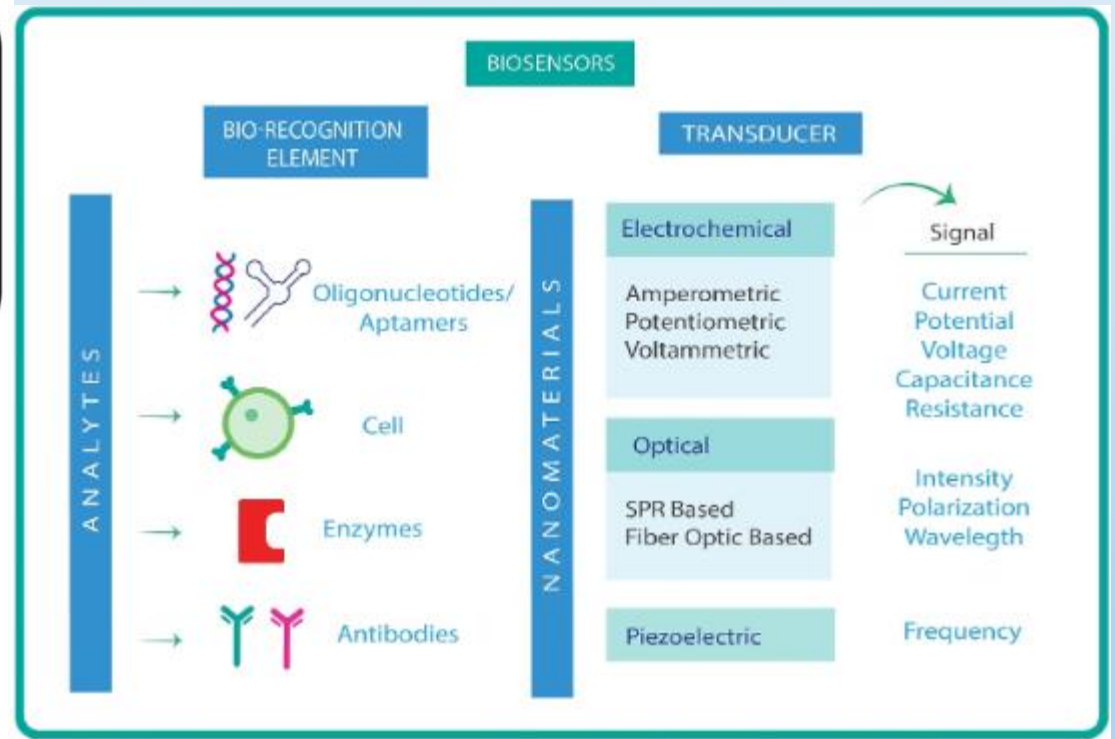 BIOSENSORS
BIO-RECOGNITION
ELEMENT
TRANSDUCER
ANALYTES
Oligonucleotides/
Aptamers
Cell
Enzymes
Antibodies
NANOMATERIALS
Electrochemical
Amperometric
Potentiometric
Voltammetric
Optical
SPR Based
Fiber Optic Based
Piezoelectric
Signal
Current
Potential
Voltage
Capacitance
Resistance
Intensity
Polarization
Wavelegth
Frequency